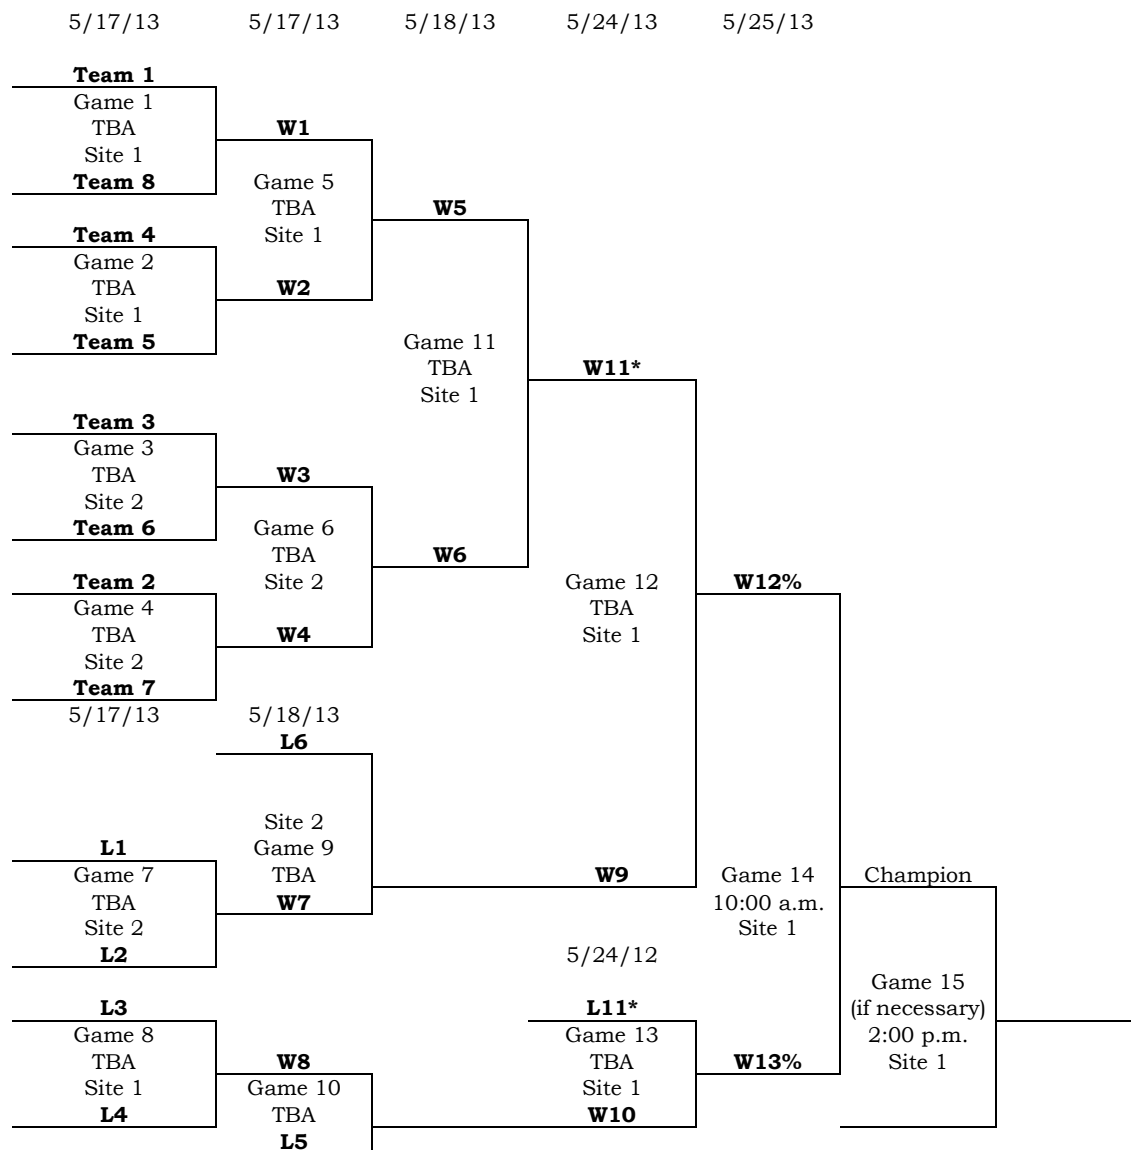 5/17/13 5/17/13 5/18/13 5/24/13 5/25/13
Team 1
Game 1
TBA W1
Site 1
Team 8 Game 5
TBA W5
Team 4 Site 1
Game 2
TBA W2
Site 1
Team 5 Game 11
TBA W11*
Site 1
Team 3
Game 3
TBA W3
Site 2
Team 6 Game 6
TBA W6
Team 2 Site 2 Game 12 W12%
Game 4 TBA
TBA W4 Site 1
Site 2
Team 7
5/17/13 5/18/13
L6
Site 2
L1 Game 9
Game 7 TBA W9 Game 14 Champion
TBA W7 10:00 a.m.
Site 2 Site 1
L2 5/24/12
Game 15
L3 L11* (if necessary)
Game 8 Game 13 2:00 p.m.
TBA W8 TBA W13% Site 1
Site 1 Game 10 Site 1
L4 TBA W10
L5